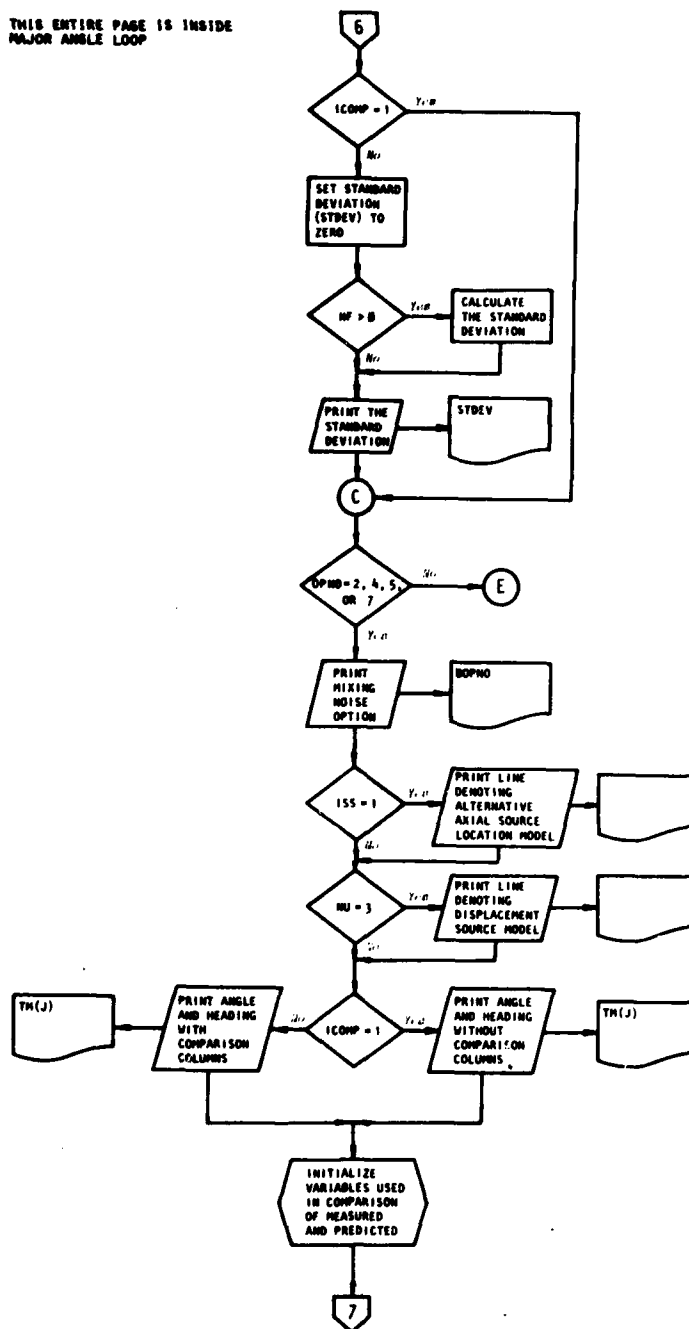 THIS ENTIRE PAGE IS INSIDE
MAJOR ANGLE LOOP
6
ICOMP = 1
Yes
No
SET STANDARD
DEVIATION
(STDEV) TO
ZERO
NF > 0
Yes
No
CALCULATE
THE STANDARD
DEVIATION
PRINT THE
STANDARD
DEVIATION
STDEV
C
OPNO = 2, 4, 5,
OR 7
No
E
Yes
PRINT
MIXING
NOISE
OPTION
BOPNO
ISS = 1
Yes
No
PRINT LINE
DENOTING
ALTERNATIVE
AXIAL SOURCE
LOCATION MODEL
NU = 3
Yes
No
PRINT LINE
DENOTING
DISPLACEMENT
SOURCE MODEL
TM(J)
PRINT ANGLE
AND HEADING
WITH
COMPARISON
COLUMNS
No
ICOMP = 1
Yes
PRINT ANGLE
AND HEADING
WITHOUT
COMPARISON
COLUMNS
TM(J)
INITIALIZE
VARIABLES USED
IN COMPARISON
OF MEASURED
AND PREDICTED
7